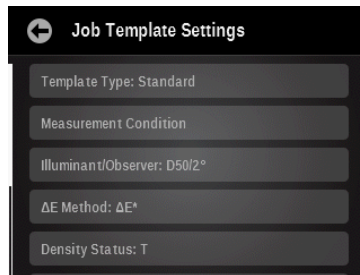 Job Template Settings
Template Type: Standard
Measurement Condition
Illuminant/Observer: D50/2°
ΔE Method: ΔE*
Density Status: T